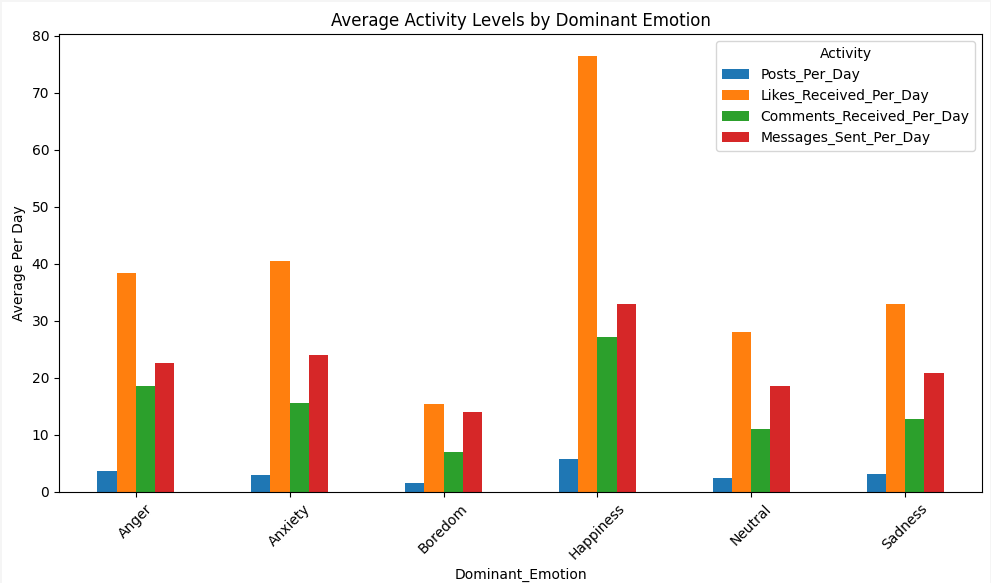 Average Activity Levels by Dominant Emotion
Activity
Posts_Per_Day
Likes_Received_Per_Day
Comments_Received_Per_Day
Messages_Sent_Per_Day
Average Per Day
80
70
60
50
40
30
20
10
0
Anger
Anxiety
Boredom
Happiness
Neutral
Sadness
Dominant_Emotion